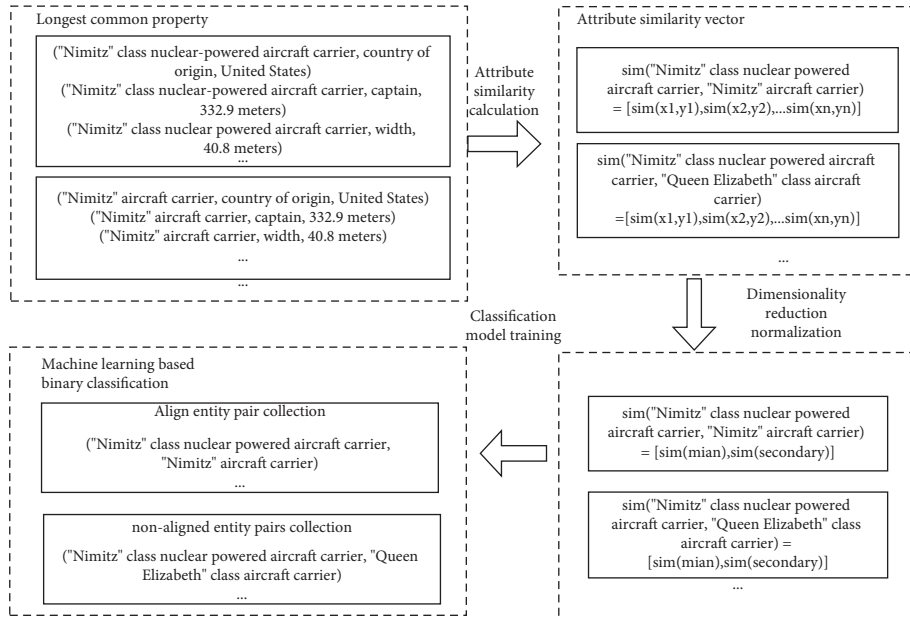 Longest common property
("Nimitz" class nuclear-powered aircraft carrier, country of
origin, United States)
("Nimitz" class nuclear-powered aircraft carrier, captain,
332.9 meters)
("Nimitz" class nuclear powered aircraft carrier, width,
40.8 meters)
...
("Nimitz" aircraft carrier, country of origin, United States)
("Nimitz" aircraft carrier, captain, 332.9 meters)
("Nimitz" aircraft carrier, width, 40.8 meters)
...
...
Attribute
similarity
calculation
Attribute similarity vector
sim("Nimitz" class nuclear powered
aircraft carrier, "Nimitz" aircraft carrier)
= [sim(x1,y1),sim(x2,y2),...sim(xn,yn)]
sim("Nimitz" class nuclear powered aircraft
carrier, "Queen Elizabeth" class aircraft
carrier)
=[sim(x1,y1),sim(x2,y2),...sim(xn,yn)]
...
Dimensionality
reduction
normalization
sim("Nimitz" class nuclear powered
aircraft carrier, "Nimitz" aircraft carrier)
= [sim(mian),sim(secondary)]
sim("Nimitz" class nuclear powered
aircraft carrier, "Queen Elizabeth" class
aircraft carrier) =
[sim(mian),sim(secondary)]
...
Classification
model training
Machine learning based
binary classification
Align entity pair collection
("Nimitz" class nuclear powered aircraft carrier,
"Nimitz" aircraft carrier)
...
non-aligned entity pairs collection
("Nimitz" class nuclear powered aircraft carrier, "Queen
Elizabeth" class aircraft carrier)
...